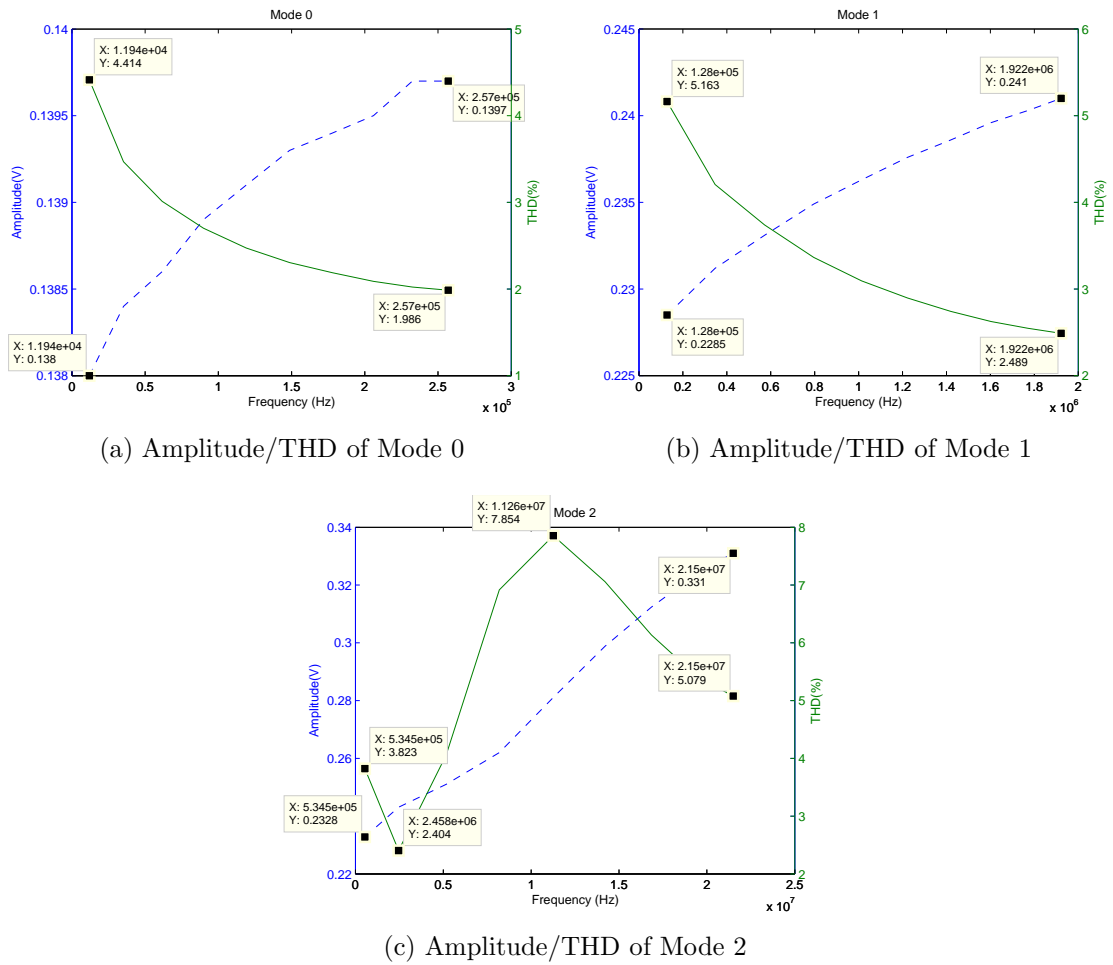 Mode 0
0.14
0.1395
0.139
0.1385
0.138
Amplitude(V)
5
4
3
2
1
THD(%)
X: 1.194e+04
Y: 4.414
X: 2.57e+05
Y: 0.1397
X: 2.57e+05
Y: 1.986
X: 1.194e+04
Y: 0.138
0 0.5 1 1.5 2 2.5 3
Frequency (Hz)
x 10^5
(a) Amplitude/THD of Mode 0
Mode 1
0.245
0.24
0.235
0.23
0.225
Amplitude(V)
6
5
4
3
2
THD(%)
X: 1.28e+05
Y: 5.163
X: 1.922e+06
Y: 0.241
X: 1.28e+05
Y: 0.2285
X: 1.922e+06
Y: 2.489
0 0.2 0.4 0.6 0.8 1 1.2 1.4 1.6 1.8 2
Frequency (Hz)
x 10^6
(b) Amplitude/THD of Mode 1
Mode 2
0.34
0.32
0.3
0.28
0.26
0.22
Amplitude(V)
8
7
6
5
4
3
2
THD(%)
X: 1.126e+07
Y: 7.854
X: 2.15e+07
Y: 0.331
X: 2.15e+07
Y: 5.079
X: 5.345e+05
Y: 3.823
X: 5.345e+05
Y: 0.2328
X: 2.458e+06
Y: 2.404
0 0.5 1 1.5 2 2.5
Frequency (Hz)
x 10^7
(c) Amplitude/THD of Mode 2